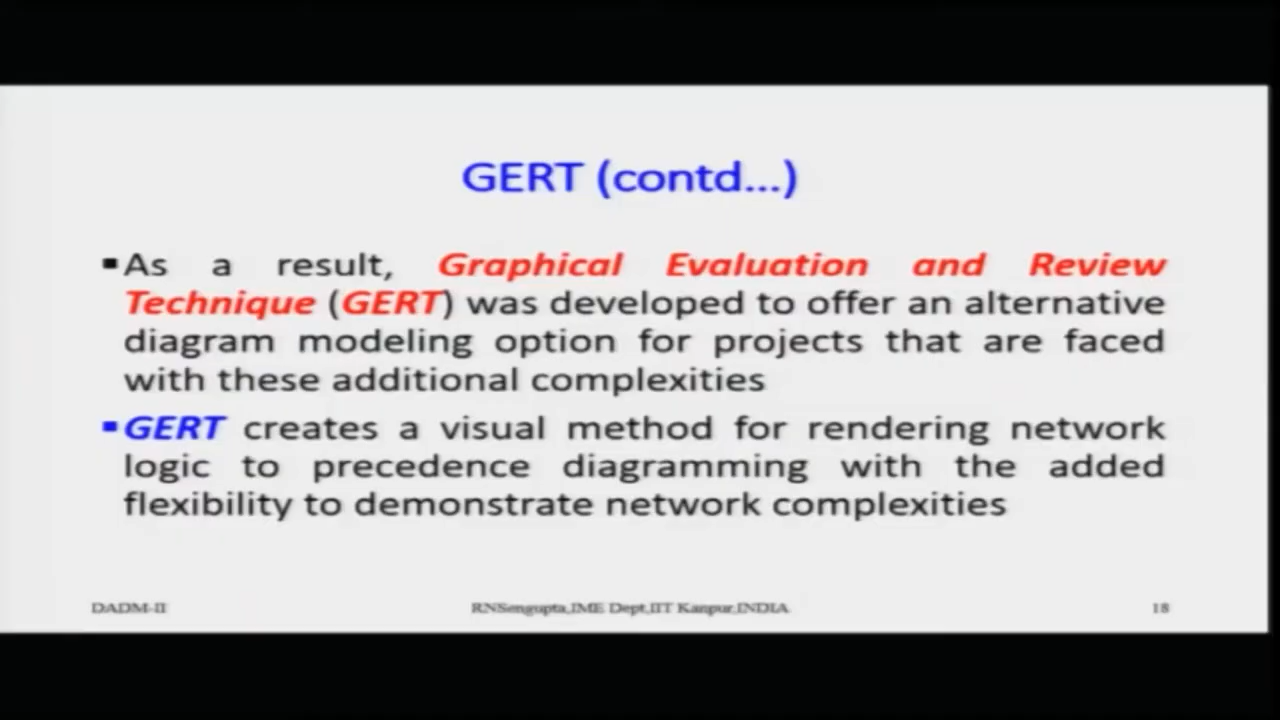 GERT (contd...)
▪As a result, Graphical Evaluation and Review
Technique (GERT) was developed to offer an alternative
diagram modeling option for projects that are faced
with these additional complexities
▪GERT creates a visual method for rendering network
logic to precedence diagramming with the added
flexibility to demonstrate network complexities
DADM-II
RNSengupta,IME Dept,IIT Kanpur,INDIA
18